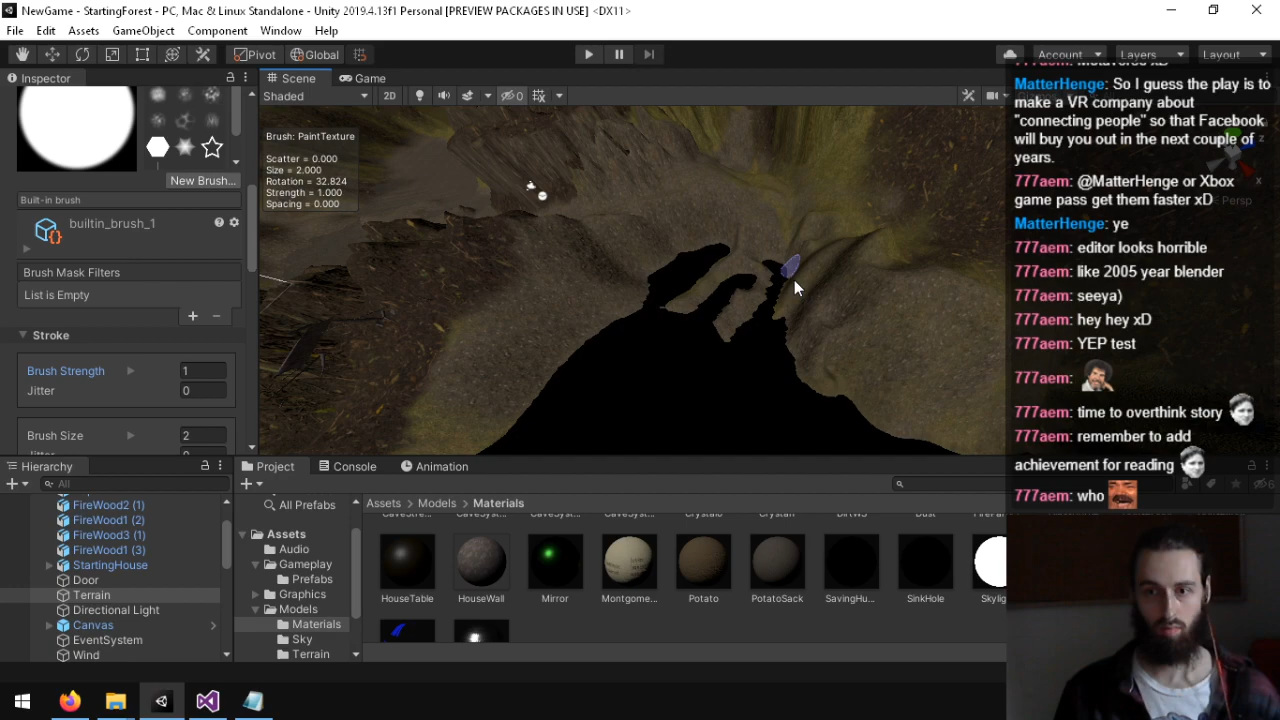 NewGame - StartingForest - PC, Mac & Linux Standalone - Unity 2019.4.13f1 Personal [PREVIEW PACKAGES IN USE] <DX11>
File Edit Assets GameObject Component Window Help
Pivot Global Account Layers Layout
Inspector
Scene Game
Shaded 2D 0
Brush: PaintTexture
Scatter = 0.000
Size = 2.000
Rotation = 32.824
Strength = 1.000
Spacing = 0.000
New Brush...
Built-in brush
builtin_brush_1
Brush Mask Filters
List is Empty
Stroke
Brush Strength 1
Jitter 0
Brush Size 2
Persp
MatterHenge: So I guess the play is to
make a VR company about
"connecting people" so that Facebook
will buy you out in the next couple of
years.
777aem: @MatterHenge or Xbox
game pass get them faster xD
MatterHenge: ye
777aem: editor looks horrible
777aem: like 2005 year blender
777aem: seeya)
777aem: hey hey xD
777aem: YEP test
777aem:
777aem: time to overthink story
777aem: remember to add
achievement for reading
777aem: who
Hierarchy
All
FireWood2 (1)
FireWood1 (2)
FireWood3 (1)
FireWood1 (3)
StartingHouse
Door
Terrain
Directional Light
Canvas
EventSystem
Wind
Project Console Animation
All Prefabs
Assets
Audio
Gameplay
Prefabs
Graphics
Models
Materials
Sky
Terrain
Assets > Models > Materials
HouseTable HouseWall Mirror Montgome... Potato PotatoSack SavingHu... SinkHole Skylig